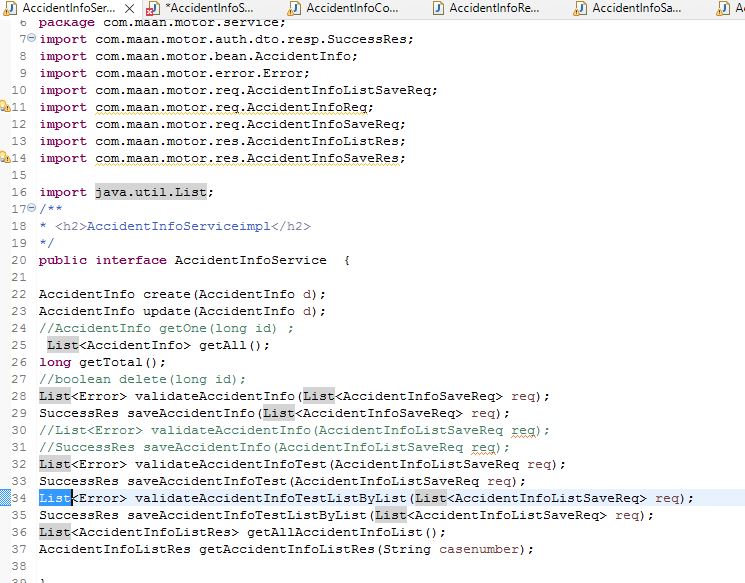 AccidentInfoSer... *AccidentInfoS... AccidentInfoCo... AccidentInfoRe... AccidentInfoSa... A
6 package com.maan.motor.service;
7 import com.maan.motor.auth.dto.resp.SuccessRes;
8 import com.maan.motor.bean.AccidentInfo;
9 import com.maan.motor.error.Error;
10 import com.maan.motor.req.AccidentInfoListSaveReq;
11 import com.maan.motor.req.AccidentInfoReq;
12 import com.maan.motor.req.AccidentInfoSaveReq;
13 import com.maan.motor.res.AccidentInfoListRes;
14 import com.maan.motor.res.AccidentInfoSaveRes;
15
16 import java.util.List;
17 /**
18 * <h2>AccidentInfoServiceimpl</h2>
19 */
20 public interface AccidentInfoService {
21
22 AccidentInfo create(AccidentInfo d);
23 AccidentInfo update(AccidentInfo d);
24 //AccidentInfo getOne(long id) ;
25 List<AccidentInfo> getAll();
26 long getTotal();
27 //boolean delete(long id);
28 List<Error> validateAccidentInfo(List<AccidentInfoSaveReq> req);
29 SuccessRes saveAccidentInfo(List<AccidentInfoSaveReq> req);
30 //List<Error> validateAccidentInfo(AccidentInfoListSaveReq req);
31 //SuccessRes saveAccidentInfo(AccidentInfoListSaveReq req);
32 List<Error> validateAccidentInfoTest(AccidentInfoListSaveReq req);
33 SuccessRes saveAccidentInfoTest(AccidentInfoListSaveReq req);
34 List<Error> validateAccidentInfoTestListByList(List<AccidentInfoListSaveReq> req);
35 SuccessRes saveAccidentInfoTestListByList(List<AccidentInfoListSaveReq> req);
36 List<AccidentInfoListRes> getAllAccidentInfoList();
37 AccidentInfoListRes getAccidentInfoListRes(String casenumber);
38
39 }